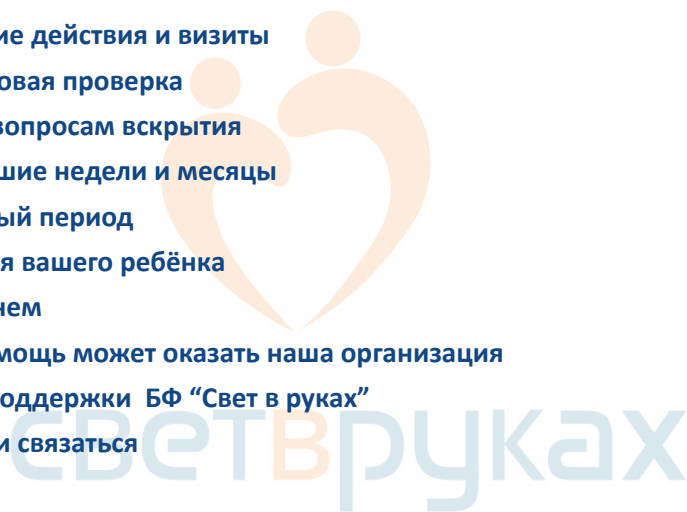 ие действия и визиты
овая проверка
вопросам вскрытия
шие недели и месяцы
ый период
я вашего ребёнка
нем
мощь может оказать наша организация
оддержки БФ “Свет в руках”
и связаться
светвруках